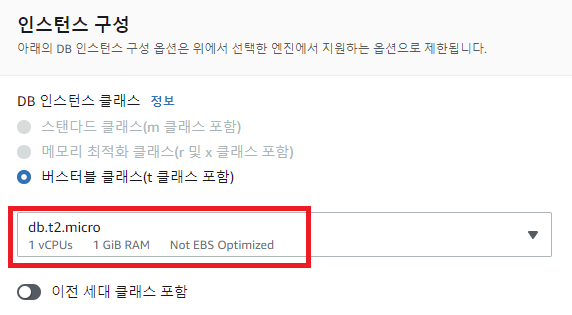 인스턴스 구성
아래의 DB 인스턴스 구성 옵션은 위에서 선택한 엔진에서 지원하는 옵션으로 제한됩니다.
DB 인스턴스 클래스 정보
스탠다드 클래스(m 클래스 포함)
메모리 최적화 클래스(r 및 x 클래스 포함)
버스터블 클래스(t 클래스 포함)
db.t2.micro
1 vCPUs 1 GiB RAM Not EBS Optimized
이전 세대 클래스 포함